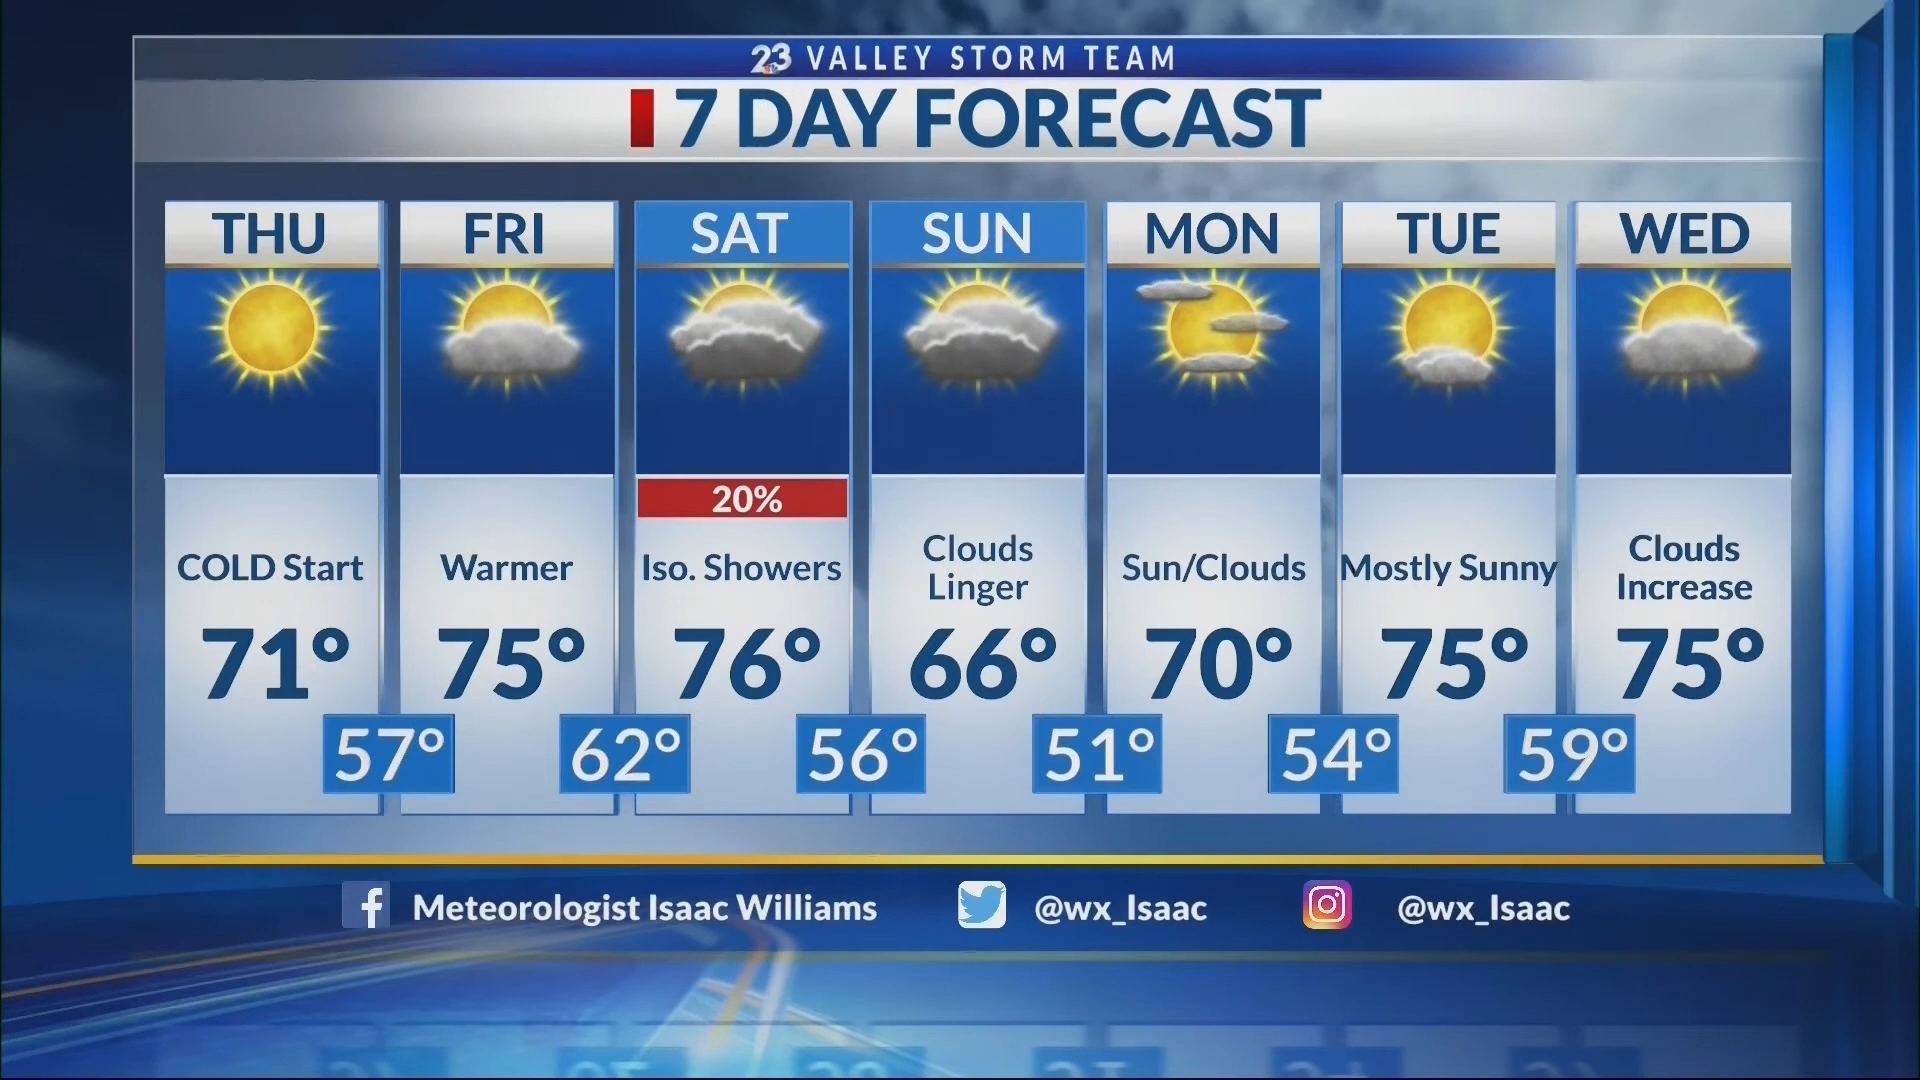 23 VALLEY STORM TEAM
7 DAY FORECAST
THU FRI SAT SUN MON TUE WED
20%
COLD Start
Warmer
Iso. Showers
Clouds
Linger
Sun/Clouds
Mostly Sunny
Clouds
Increase
71° 75° 76° 66° 70° 75° 75°
57° 62° 56° 51° 54° 59°
Meteorologist Isaac Williams @wx_Isaac @wx_Isaac